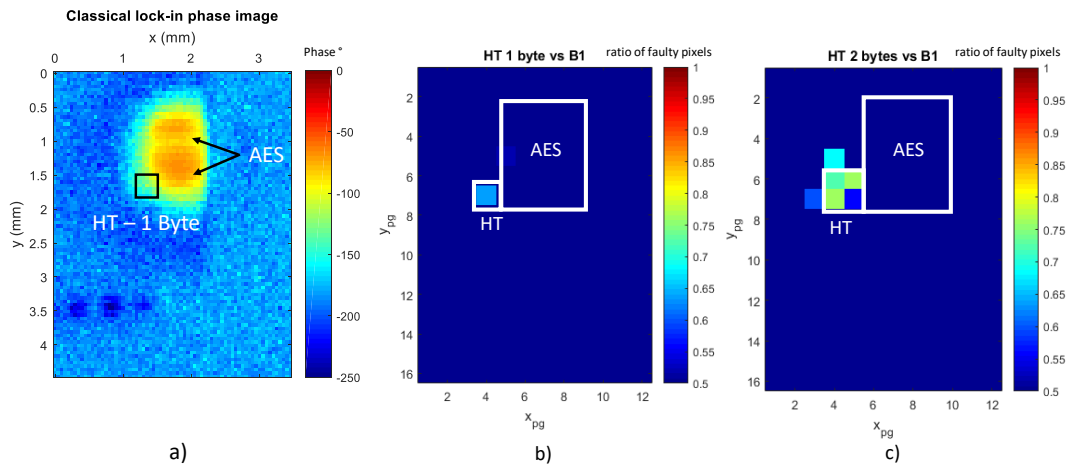 Classical lock-in phase image
x (mm)
0 1 2 3
Phase °
0
0.5
1
1.5
2
2.5
3
3.5
4
y (mm)
AES
HT – 1 Byte
0
-50
-100
-150
-200
-250
a)
HT 1 byte vs B1
ratio of faulty pixels
2
4
6
8
10
12
14
16
y_pg
AES
HT
2 4 6 8 10 12
x_pg
1
0.95
0.9
0.85
0.8
0.75
0.7
0.65
0.6
0.55
0.5
b)
HT 2 bytes vs B1
ratio of faulty pixels
2
4
6
8
10
12
14
16
y_pg
AES
HT
2 4 6 8 10 12
x_pg
1
0.95
0.9
0.85
0.8
0.75
0.7
0.65
0.6
0.55
0.5
c)